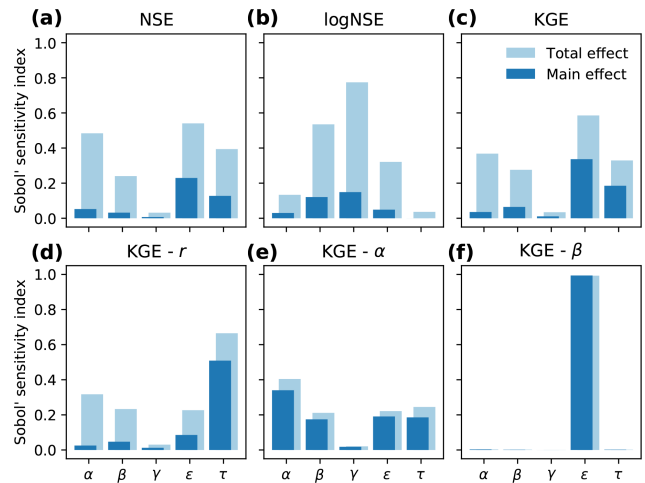 (a) NSE (b) logNSE (c) KGE
Sobol' sensitivity index
1.0
0.8
0.6
0.4
0.2
0.0
Total effect
Main effect
(d) KGE - r (e) KGE - α (f) KGE - β
Sobol' sensitivity index
1.0
0.8
0.6
0.4
0.2
0.0
α β γ ε τ α β γ ε τ α β γ ε τ